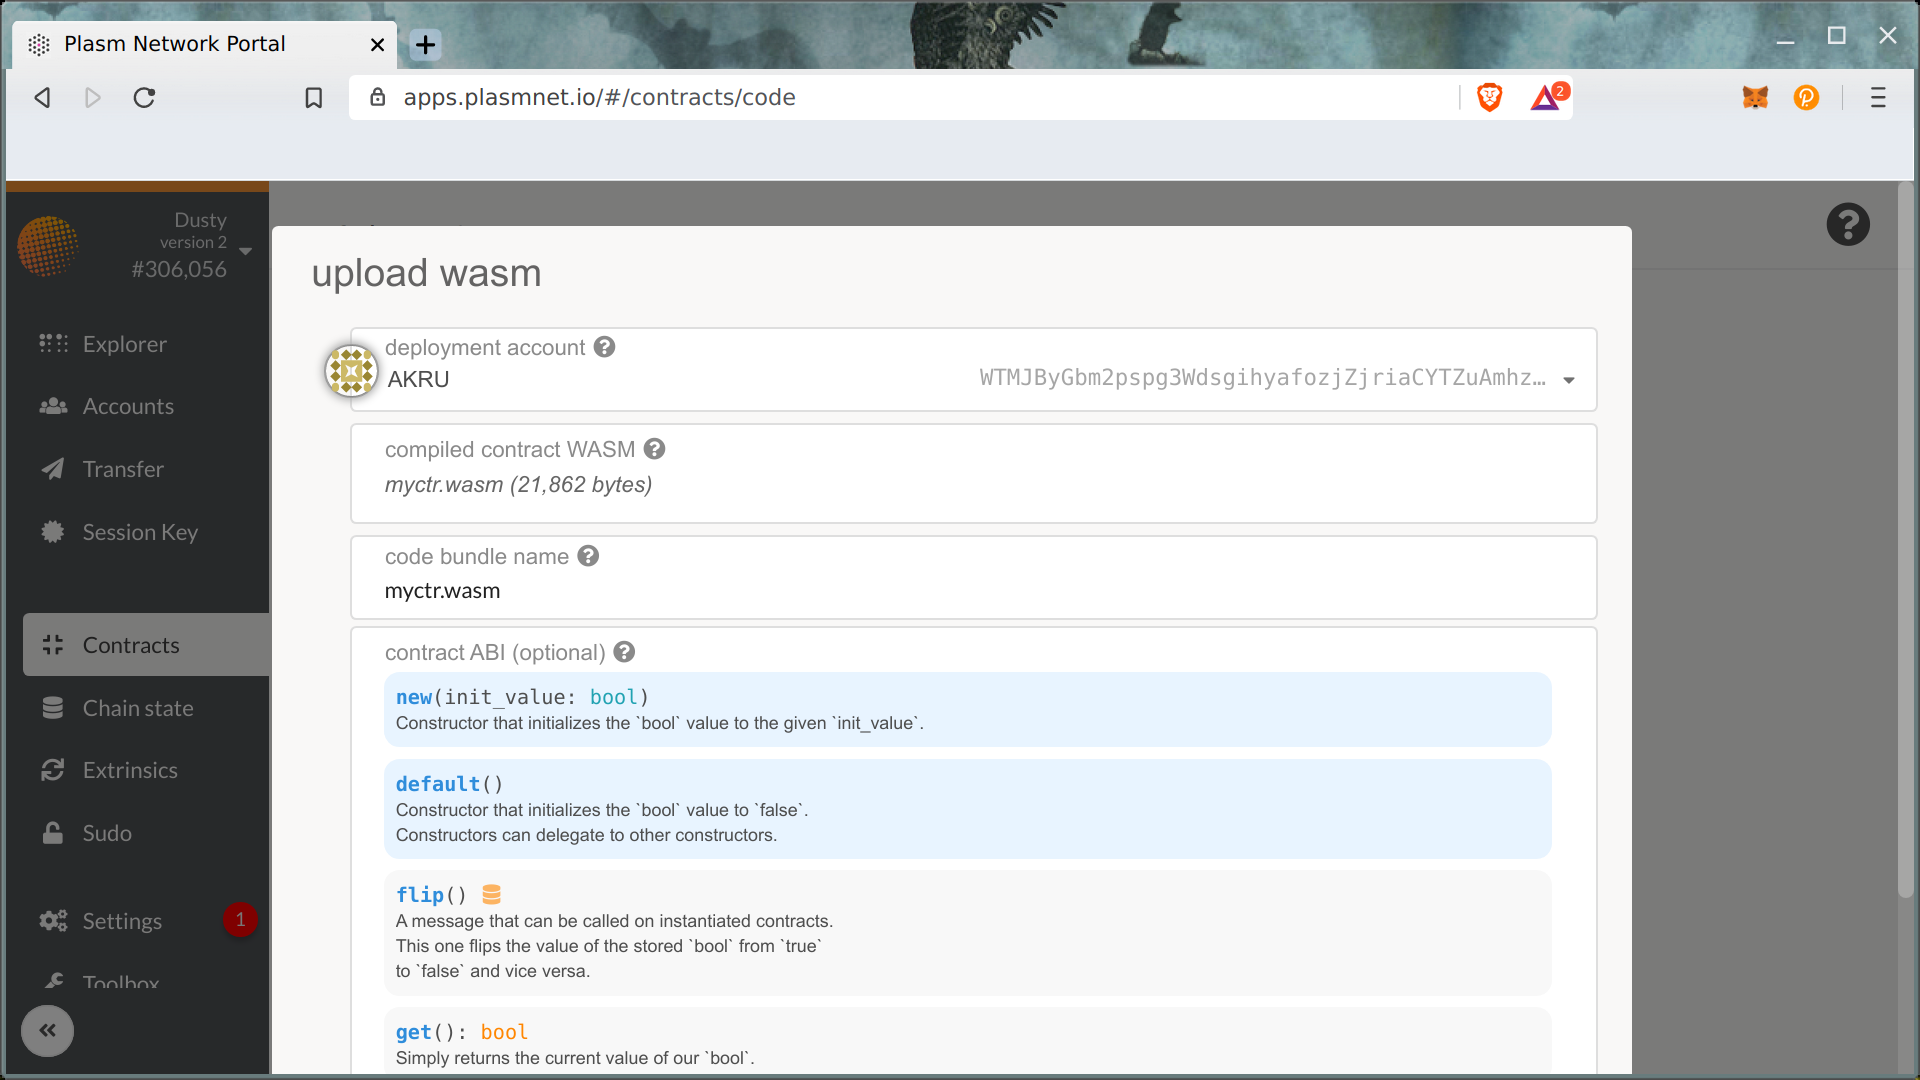 Plasm Network Portal
apps.plasmnet.io/#/contracts/code
2
Dusty
version 2
#306,056
Explorer
Accounts
Transfer
Session Key
Contracts
Chain state
Extrinsics
Sudo
Settings
1
Toolbox
upload wasm
deployment account
AKRU
WTMJByGbm2pspg3WdsgihyafozjZjriaCYTZuAmhz…
compiled contract WASM
myctr.wasm (21,862 bytes)
code bundle name
myctr.wasm
contract ABI (optional)
new(init_value: bool)
Constructor that initializes the `bool` value to the given `init_value`.
default()
Constructor that initializes the `bool` value to `false`.
Constructors can delegate to other constructors.
flip()
A message that can be called on instantiated contracts.
This one flips the value of the stored `bool` from `true`
to `false` and vice versa.
get(): bool
Simply returns the current value of our `bool`.